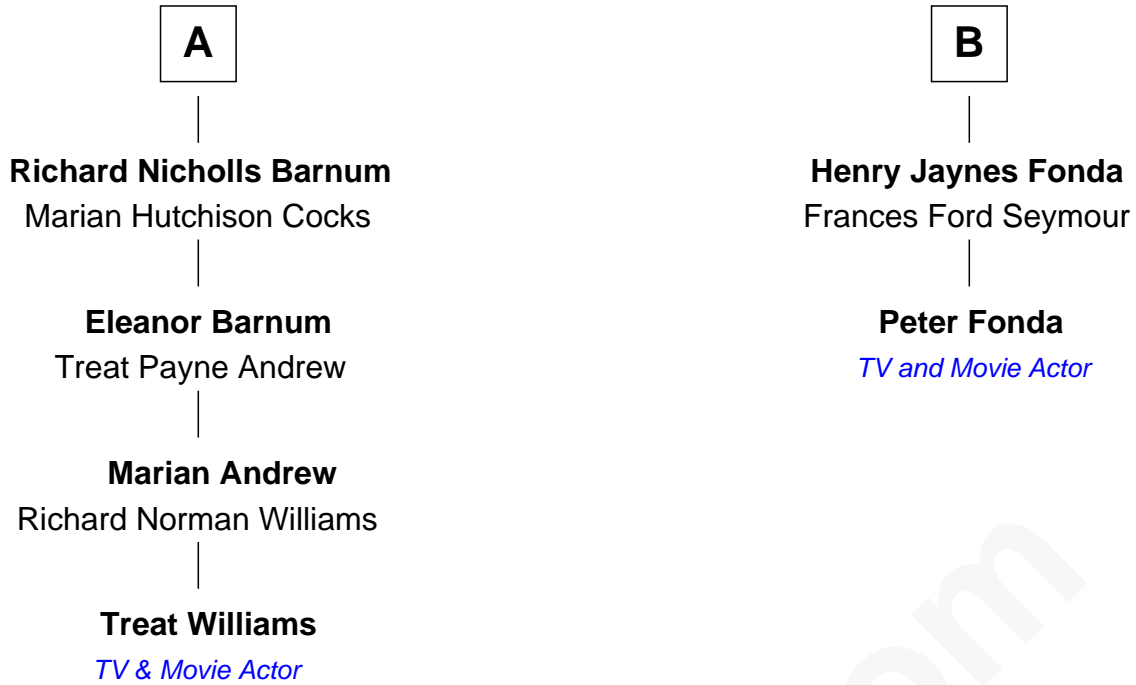 A
Richard Nicholls Barnum
Marian Hutchison Cocks
Eleanor Barnum
Treat Payne Andrew
Marian Andrew
Richard Norman Williams
Treat Williams
TV & Movie Actor
B
Henry Jaynes Fonda
Frances Ford Seymour
Peter Fonda
TV and Movie Actor
om